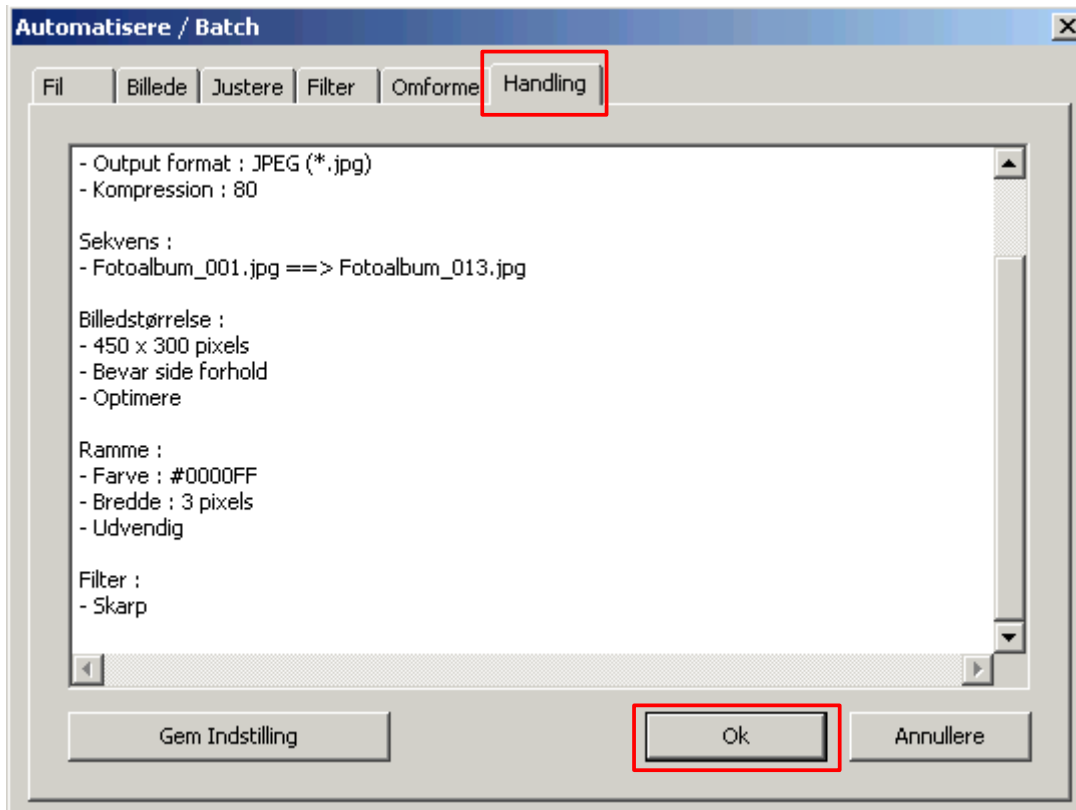 Automatisere / Batch
Fil Billede Justere Filter Omforme Handling
- Output format : JPEG (*.jpg)
- Kompression : 80
Sekvens :
- Fotoalbum_001.jpg ==> Fotoalbum_013.jpg
Billedstørrelse :
- 450 x 300 pixels
- Bevar side forhold
- Optimere
Ramme :
- Farve : #0000FF
- Bredde : 3 pixels
- Udvendig
Filter :
- Skarp
Gem Indstilling Ok Annullere